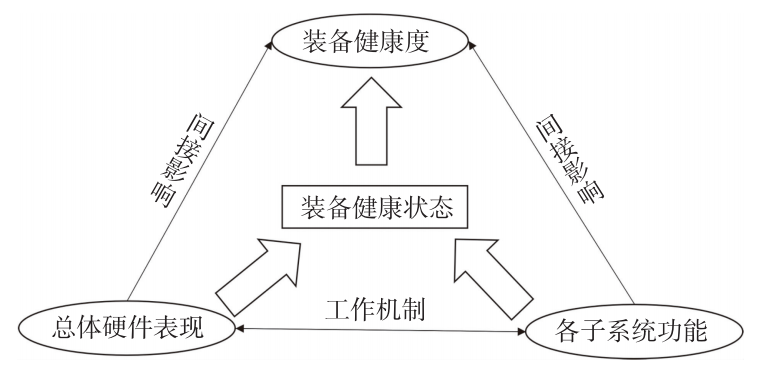 装备健康度
间接影响
间接影响
装备健康状态
工作机制
总体硬件表现
各子系统功能